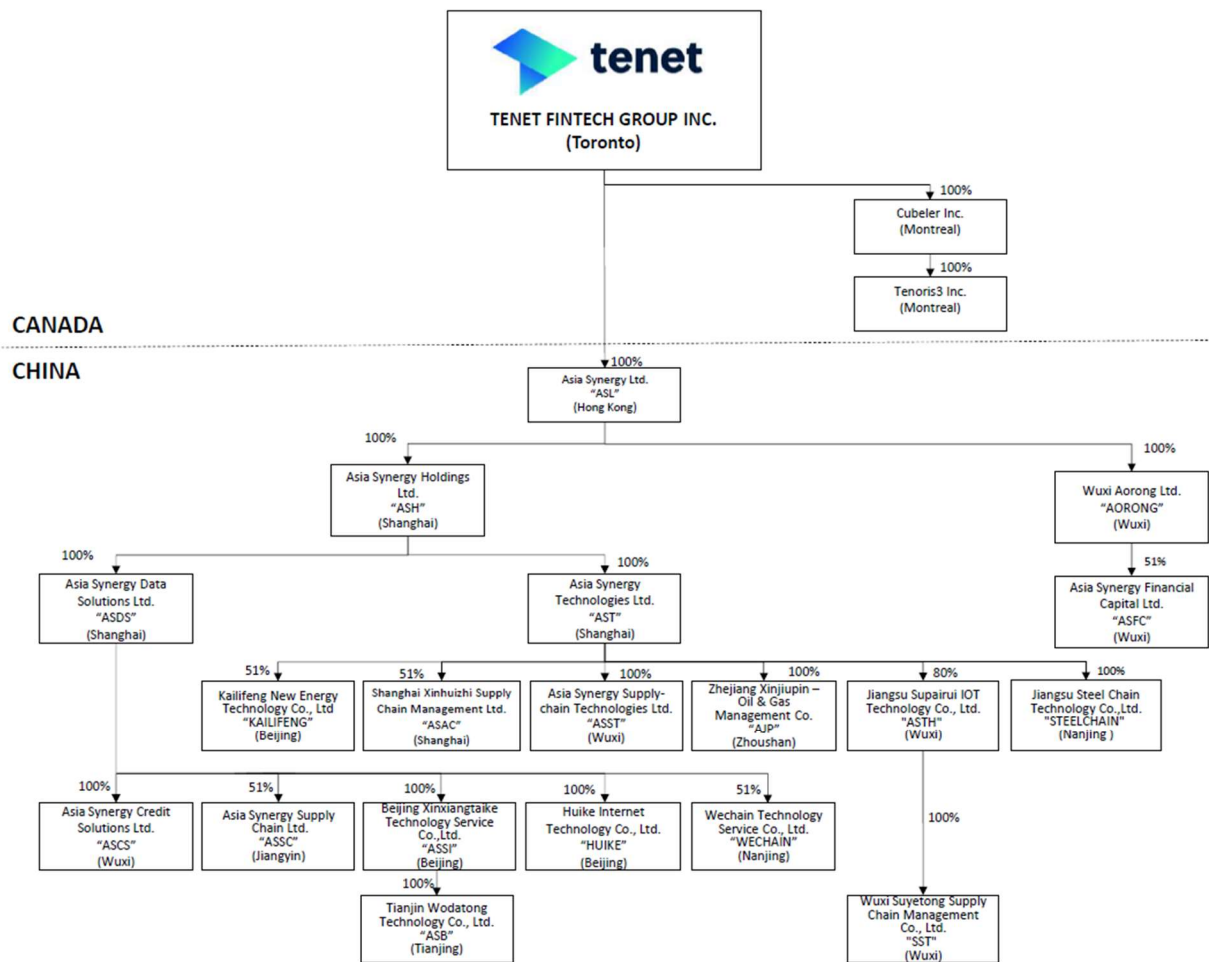 tenet
TENET FINTECH GROUP INC.
(Toronto)
100%
Cubeler Inc.
(Montreal)
100%
Tenoris3 Inc.
(Montreal)
CANADA
CHINA
100%
Asia Synergy Ltd.
"ASL"
(Hong Kong)
100%
100%
Asia Synergy Holdings
Ltd.
"ASH"
(Shanghai)
Wuxi Aorong Ltd.
"AORONG"
(Wuxi)
100%
100%
51%
Asia Synergy Data
Solutions Ltd.
"ASDS"
(Shanghai)
Asia Synergy
Technologies Ltd.
"AST"
(Shanghai)
Asia Synergy Financial
Capital Ltd.
"ASFC"
(Wuxi)
51%
51%
100%
100%
80%
100%
Kailifeng New Energy
Technology Co., Ltd
"KAILIFENG"
(Beijing)
Shanghai Xinhuizhi Supply
Chain Management Ltd.
"ASAC"
(Shanghai)
Asia Synergy Supply-
chain Technologies Ltd.
"ASST"
(Wuxi)
Zhejiang Xinjiupin –
Oil & Gas
Management Co.
"AJP"
(Zhoushan)
Jiangsu Supairui IOT
Technology Co., Ltd.
"ASTH"
(Wuxi)
Jiangsu Steel Chain
Technology Co.,Ltd.
"STEELCHAIN"
(Nanjing )
100%
51%
100%
100%
51%
Asia Synergy Credit
Solutions Ltd.
"ASCS"
(Wuxi)
Asia Synergy Supply
Chain Ltd.
"ASSC"
(Jiangyin)
Beijing Xinxiangtaike
Technology Service
Co.,Ltd.
"ASSI"
(Beijing)
Huike Internet
Technology Co., Ltd.
"HUIKE"
(Beijing)
Wechain Technology
Service Co., Ltd.
"WECHAIN"
(Nanjing)
100%
100%
Tianjin Wodatong
Technology Co., Ltd.
"ASB"
(Tianjing)
Wuxi Suyetong Supply
Chain Management
Co., Ltd.
"SST"
(Wuxi)